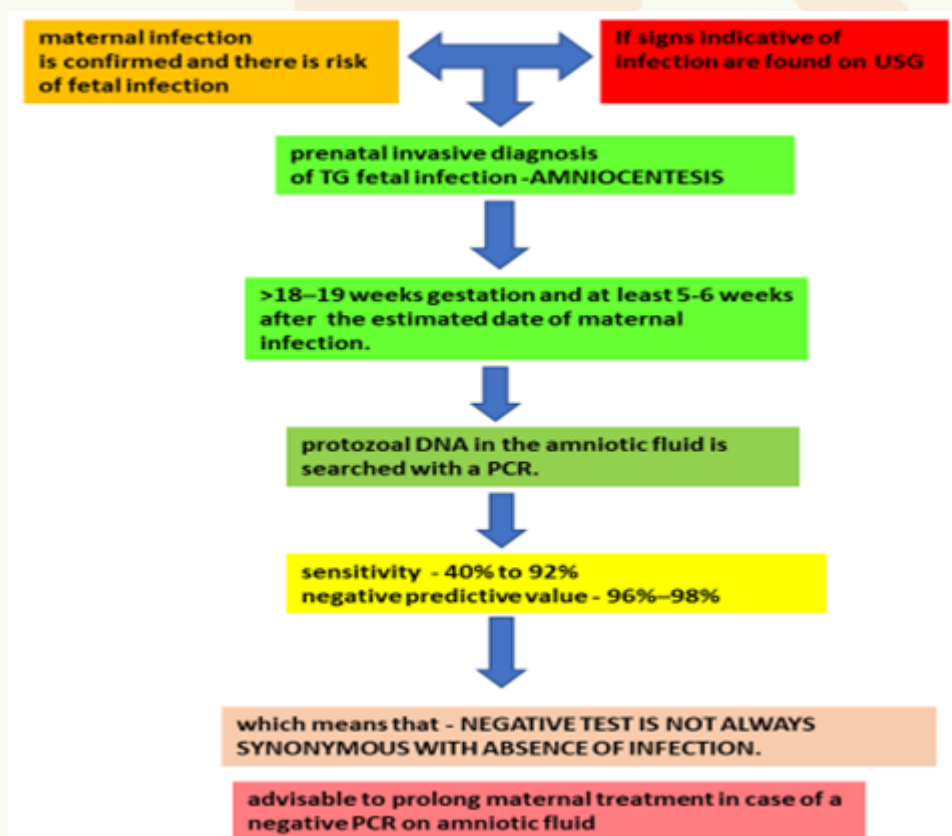 maternal infection
is confirmed and there is risk
of fetal infection
If signs indicative of
infection are found on USG
prenatal invasive diagnosis
of TG fetal infection -AMNIOCENTESIS
>18–19 weeks gestation and at least 5-6 weeks
after the estimated date of maternal
infection.
protozoal DNA in the amniotic fluid is
searched with a PCR.
sensitivity - 40% to 92%
negative predictive value - 96%–98%
which means that - NEGATIVE TEST IS NOT ALWAYS
SYNONYMOUS WITH ABSENCE OF INFECTION.
advisable to prolong maternal treatment in case of a
negative PCR on amniotic fluid